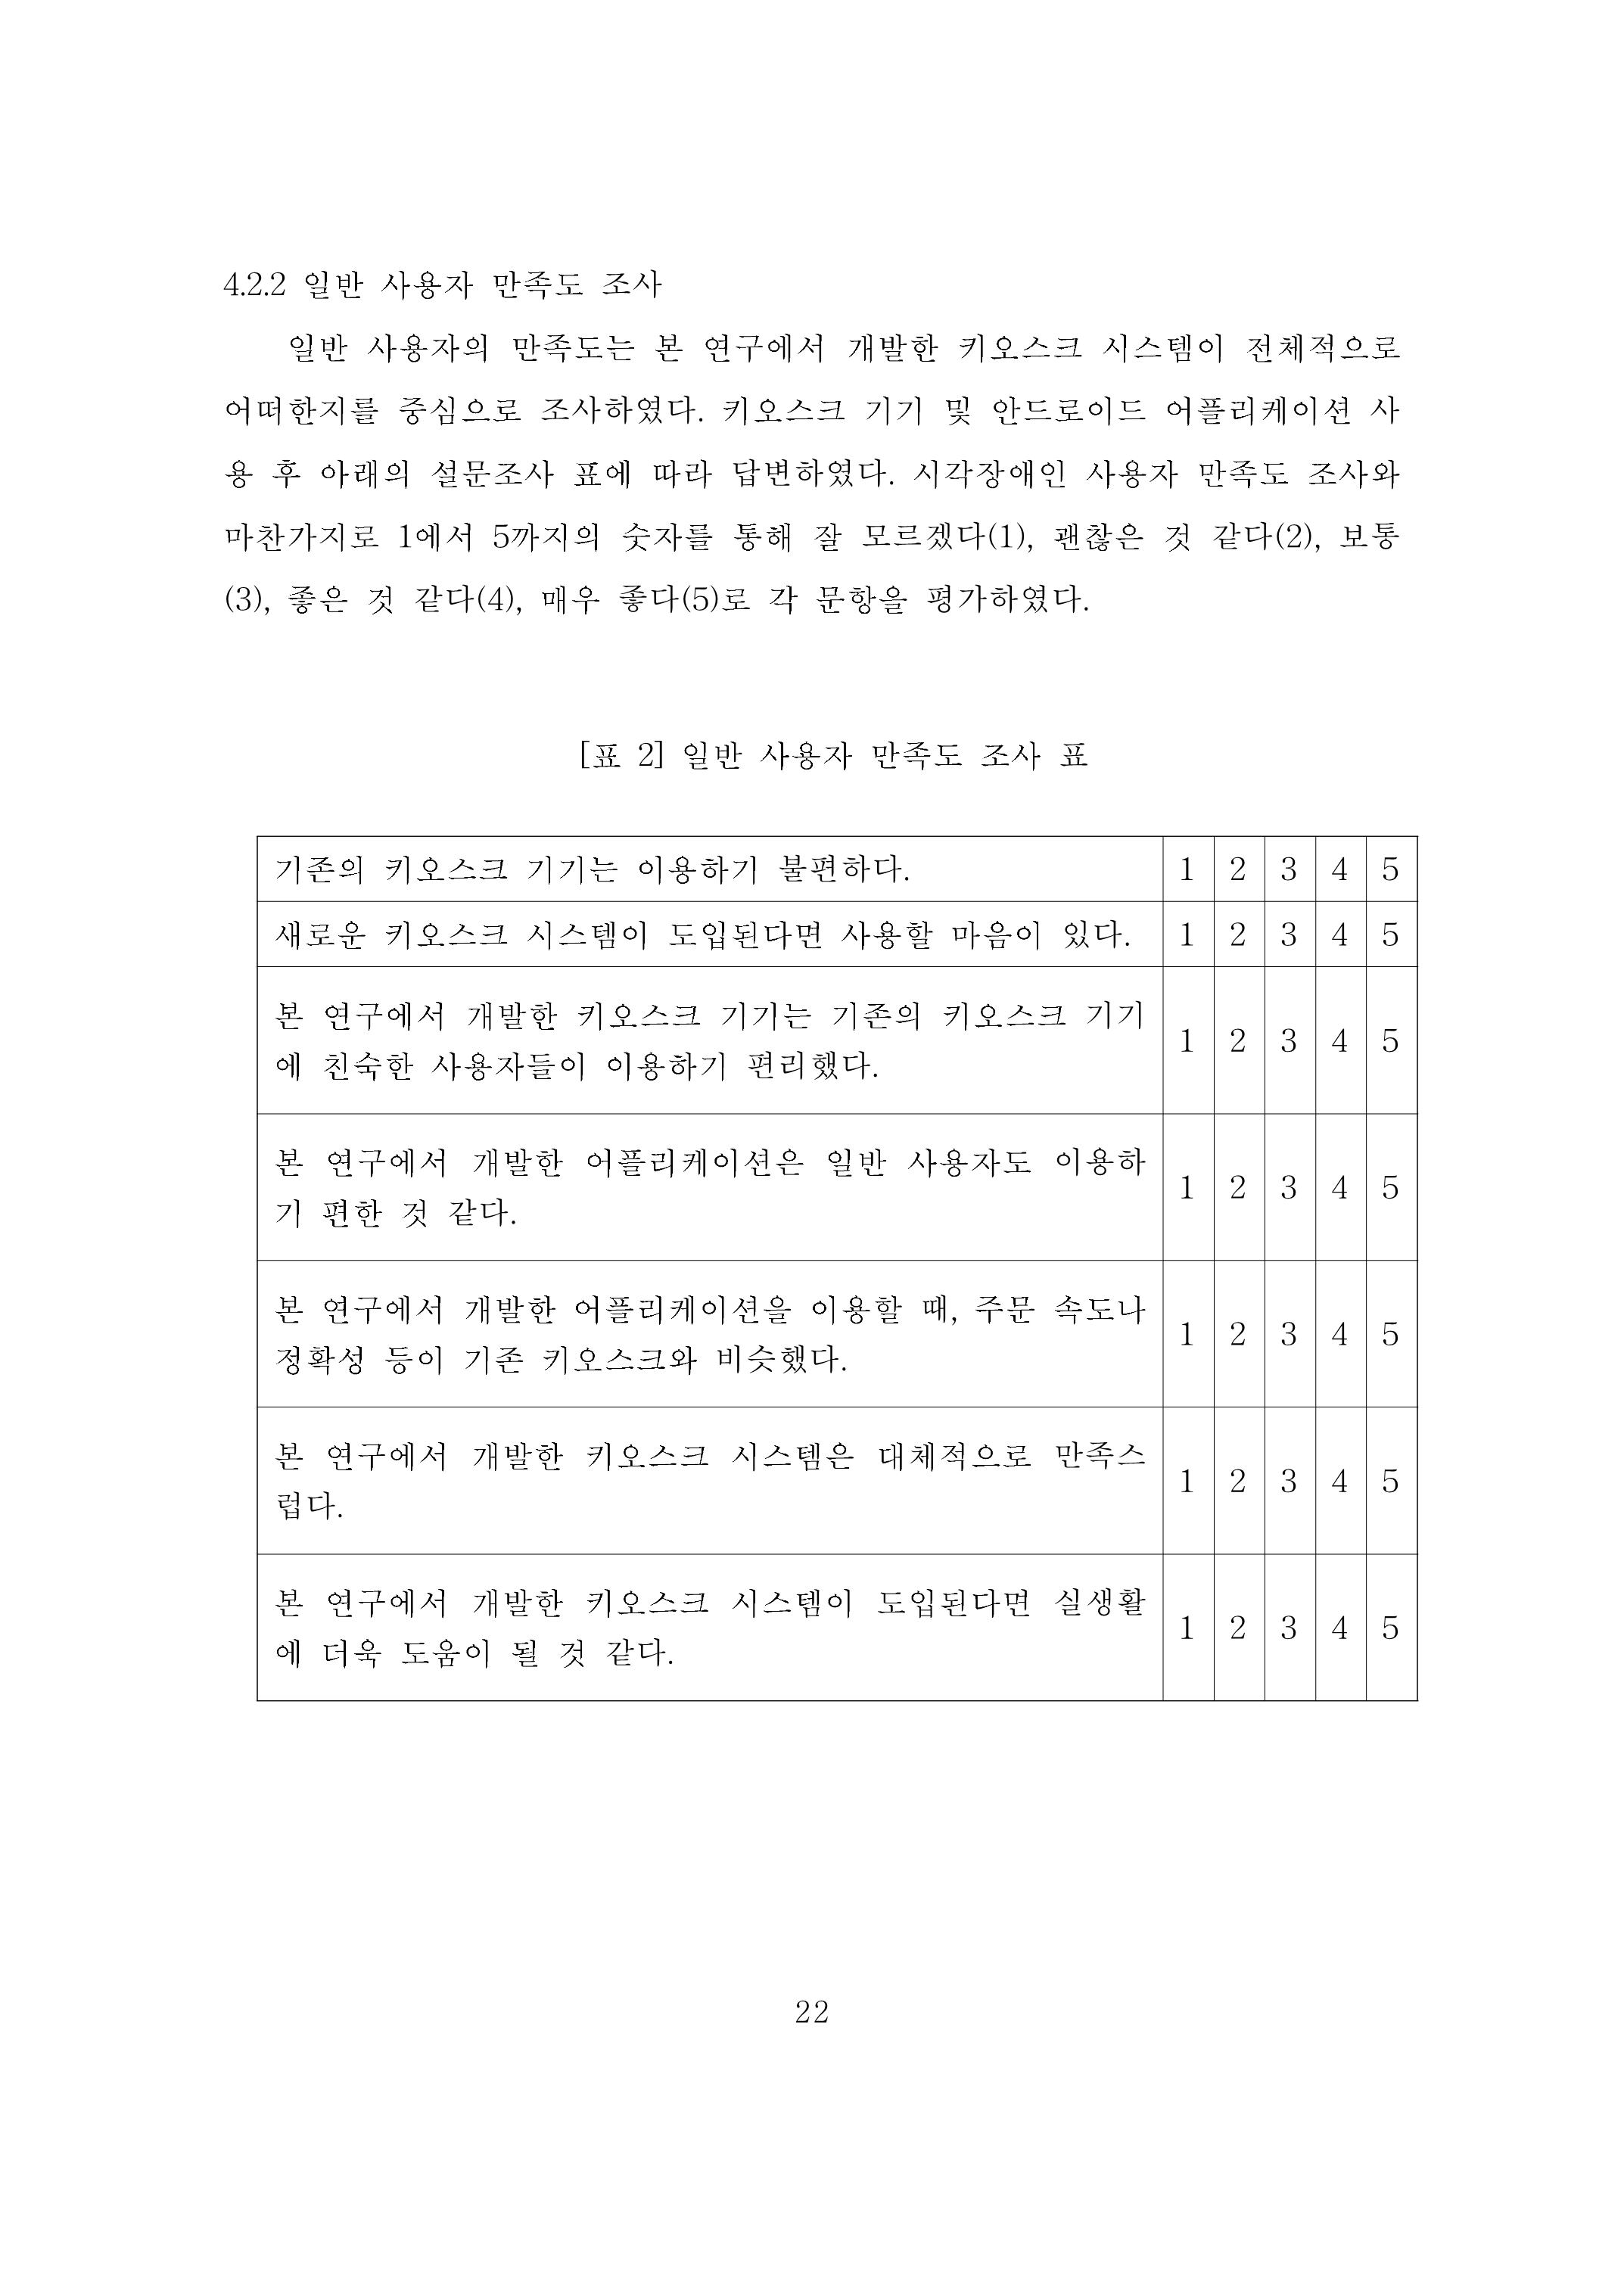 4.2.2 일반 사용자 만족도 조사
일반 사용자의 만족도는 본 연구에서 개발한 키오스크 시스템이 전체적으로
어떠한지를 중심으로 조사하였다. 키오스크 기기 및 안드로이드 어플리케이션 사
용 후 아래의 설문조사 표에 따라 답변하였다. 시각장애인 사용자 만족도 조사와
마찬가지로 1에서 5까지의 숫자를 통해 잘 모르겠다(1), 괜찮은 것 같다(2), 보통
(3), 좋은 것 같다(4), 매우 좋다(5)로 각 문항을 평가하였다.
[표 2] 일반 사용자 만족도 조사 표
기존의 키오스크 기기는 이용하기 불편하다. 1 2 3 4 5
새로운 키오스크 시스템이 도입된다면 사용할 마음이 있다. 1 2 3 4 5
본 연구에서 개발한 키오스크 기기는 기존의 키오스크 기기
에 친숙한 사용자들이 이용하기 편리했다. 1 2 3 4 5
본 연구에서 개발한 어플리케이션은 일반 사용자도 이용하
기 편한 것 같다. 1 2 3 4 5
본 연구에서 개발한 어플리케이션을 이용할 때, 주문 속도나
정확성 등이 기존 키오스크와 비슷했다. 1 2 3 4 5
본 연구에서 개발한 키오스크 시스템은 대체적으로 만족스
럽다. 1 2 3 4 5
본 연구에서 개발한 키오스크 시스템이 도입된다면 실생활
에 더욱 도움이 될 것 같다. 1 2 3 4 5
22